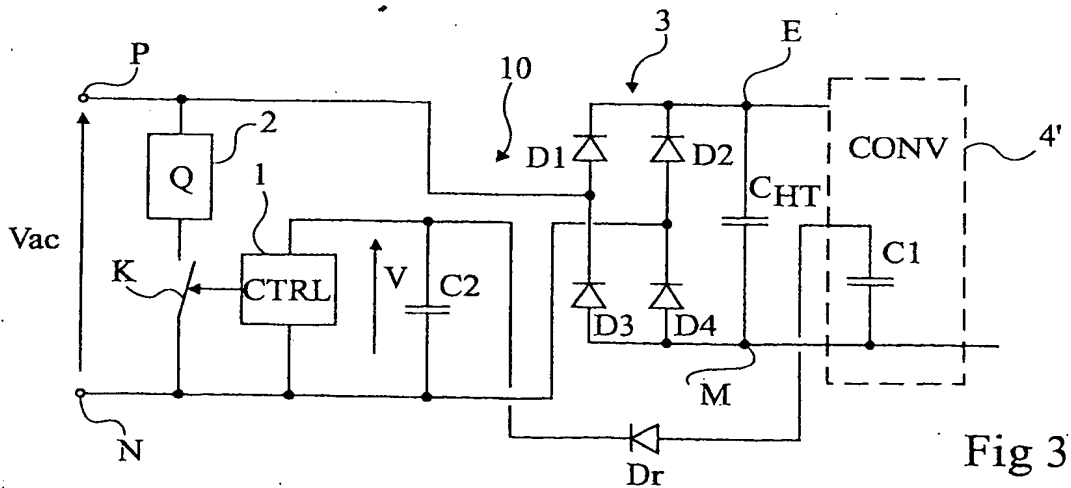 P
2
Q
1
Vac
K
CTRL
V
C2
N
10
3
E
D1
D2
CHT
CONV
4'
C1
D3
D4
M
Dr
Fig 3